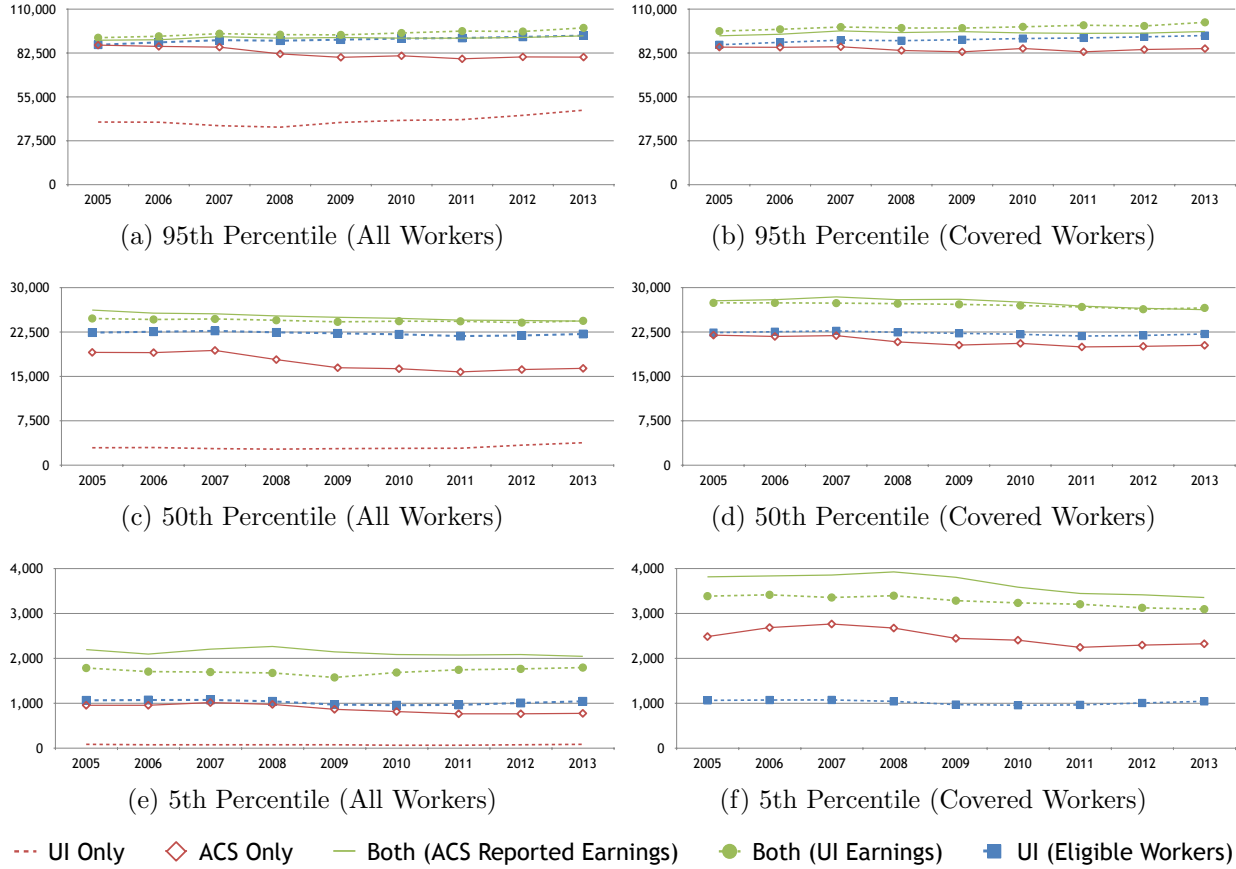 110,000
82,500
55,000
27,500
0
2005 2006 2007 2008 2009 2010 2011 2012 2013
(a) 95th Percentile (All Workers)
110,000
82,500
55,000
27,500
0
2005 2006 2007 2008 2009 2010 2011 2012 2013
(b) 95th Percentile (Covered Workers)
30,000
22,500
15,000
7,500
0
2005 2006 2007 2008 2009 2010 2011 2012 2013
(c) 50th Percentile (All Workers)
30,000
22,500
15,000
7,500
0
2005 2006 2007 2008 2009 2010 2011 2012 2013
(d) 50th Percentile (Covered Workers)
4,000
3,000
2,000
1,000
0
2005 2006 2007 2008 2009 2010 2011 2012 2013
(e) 5th Percentile (All Workers)
4,000
3,000
2,000
1,000
0
2005 2006 2007 2008 2009 2010 2011 2012 2013
(f) 5th Percentile (Covered Workers)
UI Only ACS Only Both (ACS Reported Earnings) Both (UI Earnings) UI (Eligible Workers)